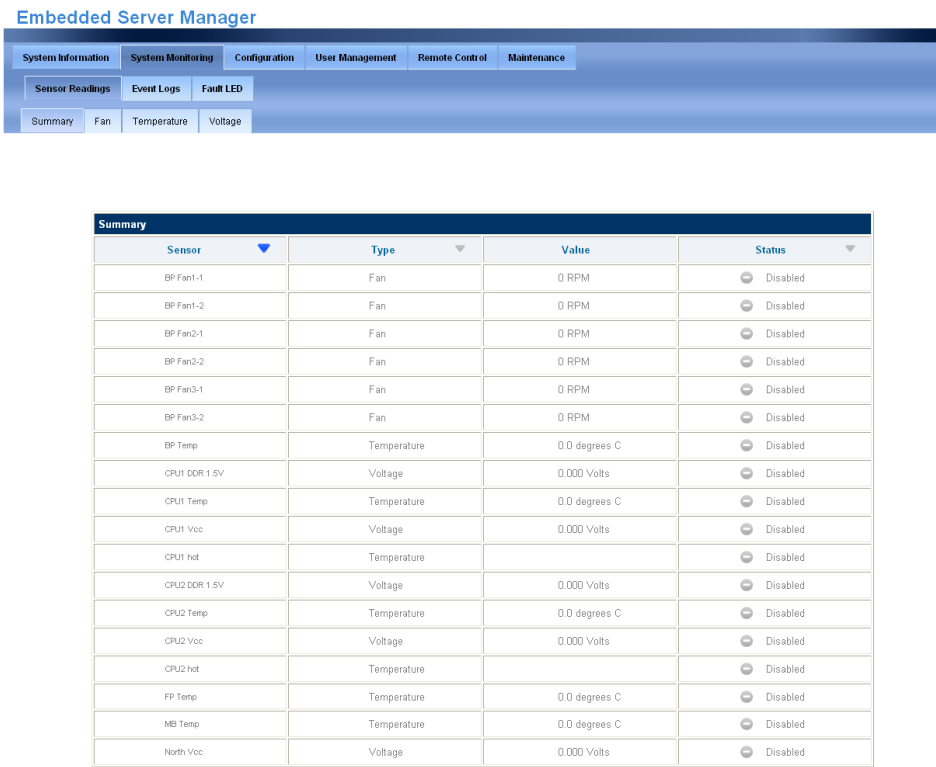 Embedded Server Manager
System Information System Monitoring Configuration User Management Remote Control Maintenance
Sensor Readings Event Logs Fault LED
Summary Fan Temperature Voltage
Summary
Sensor Type Value Status
BP Fan1-1 Fan 0 RPM Disabled
BP Fan1-2 Fan 0 RPM Disabled
BP Fan2-1 Fan 0 RPM Disabled
BP Fan2-2 Fan 0 RPM Disabled
BP Fan3-1 Fan 0 RPM Disabled
BP Fan3-2 Fan 0 RPM Disabled
BP Temp Temperature 0.0 degrees C Disabled
CPU1 DDR 1.5V Voltage 0.000 Volts Disabled
CPU1 Temp Temperature 0.0 degrees C Disabled
CPU1 Vcc Voltage 0.000 Volts Disabled
CPU1 hot Temperature Disabled
CPU2 DDR 1.5V Voltage 0.000 Volts Disabled
CPU2 Temp Temperature 0.0 degrees C Disabled
CPU2 Vcc Voltage 0.000 Volts Disabled
CPU2 hot Temperature Disabled
FP Temp Temperature 0.0 degrees C Disabled
MB Temp Temperature 0.0 degrees C Disabled
North Vcc Voltage 0.000 Volts Disabled